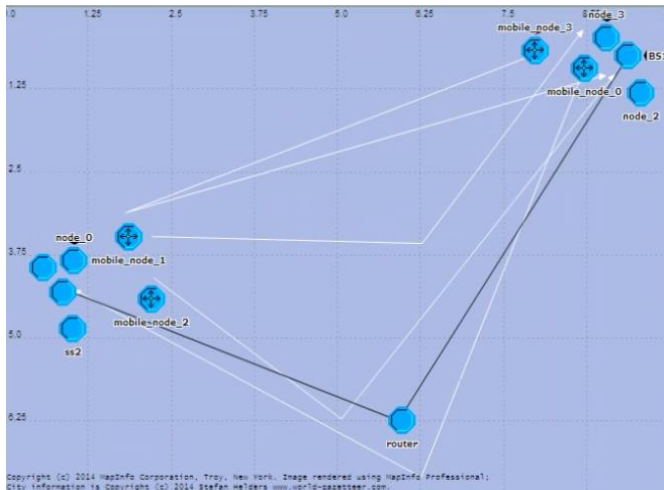 .0 1.25 2.5 3.75 5.0 6.25 7.5 8.75
node_3
mobile_node_3
BS1
1.25
mobile_node_0
node_2
2.5
node_0
3.75
mobile_node_1
mobile_node_2
5.0
ss2
6.25
router
Copyright (c) 2014 MapInfo Corporation, Troy, New York. Image rendered using MapInfo Professional;
City information is Copyright (c) 2014 Stefan Helders www.world-gazetteer.com.